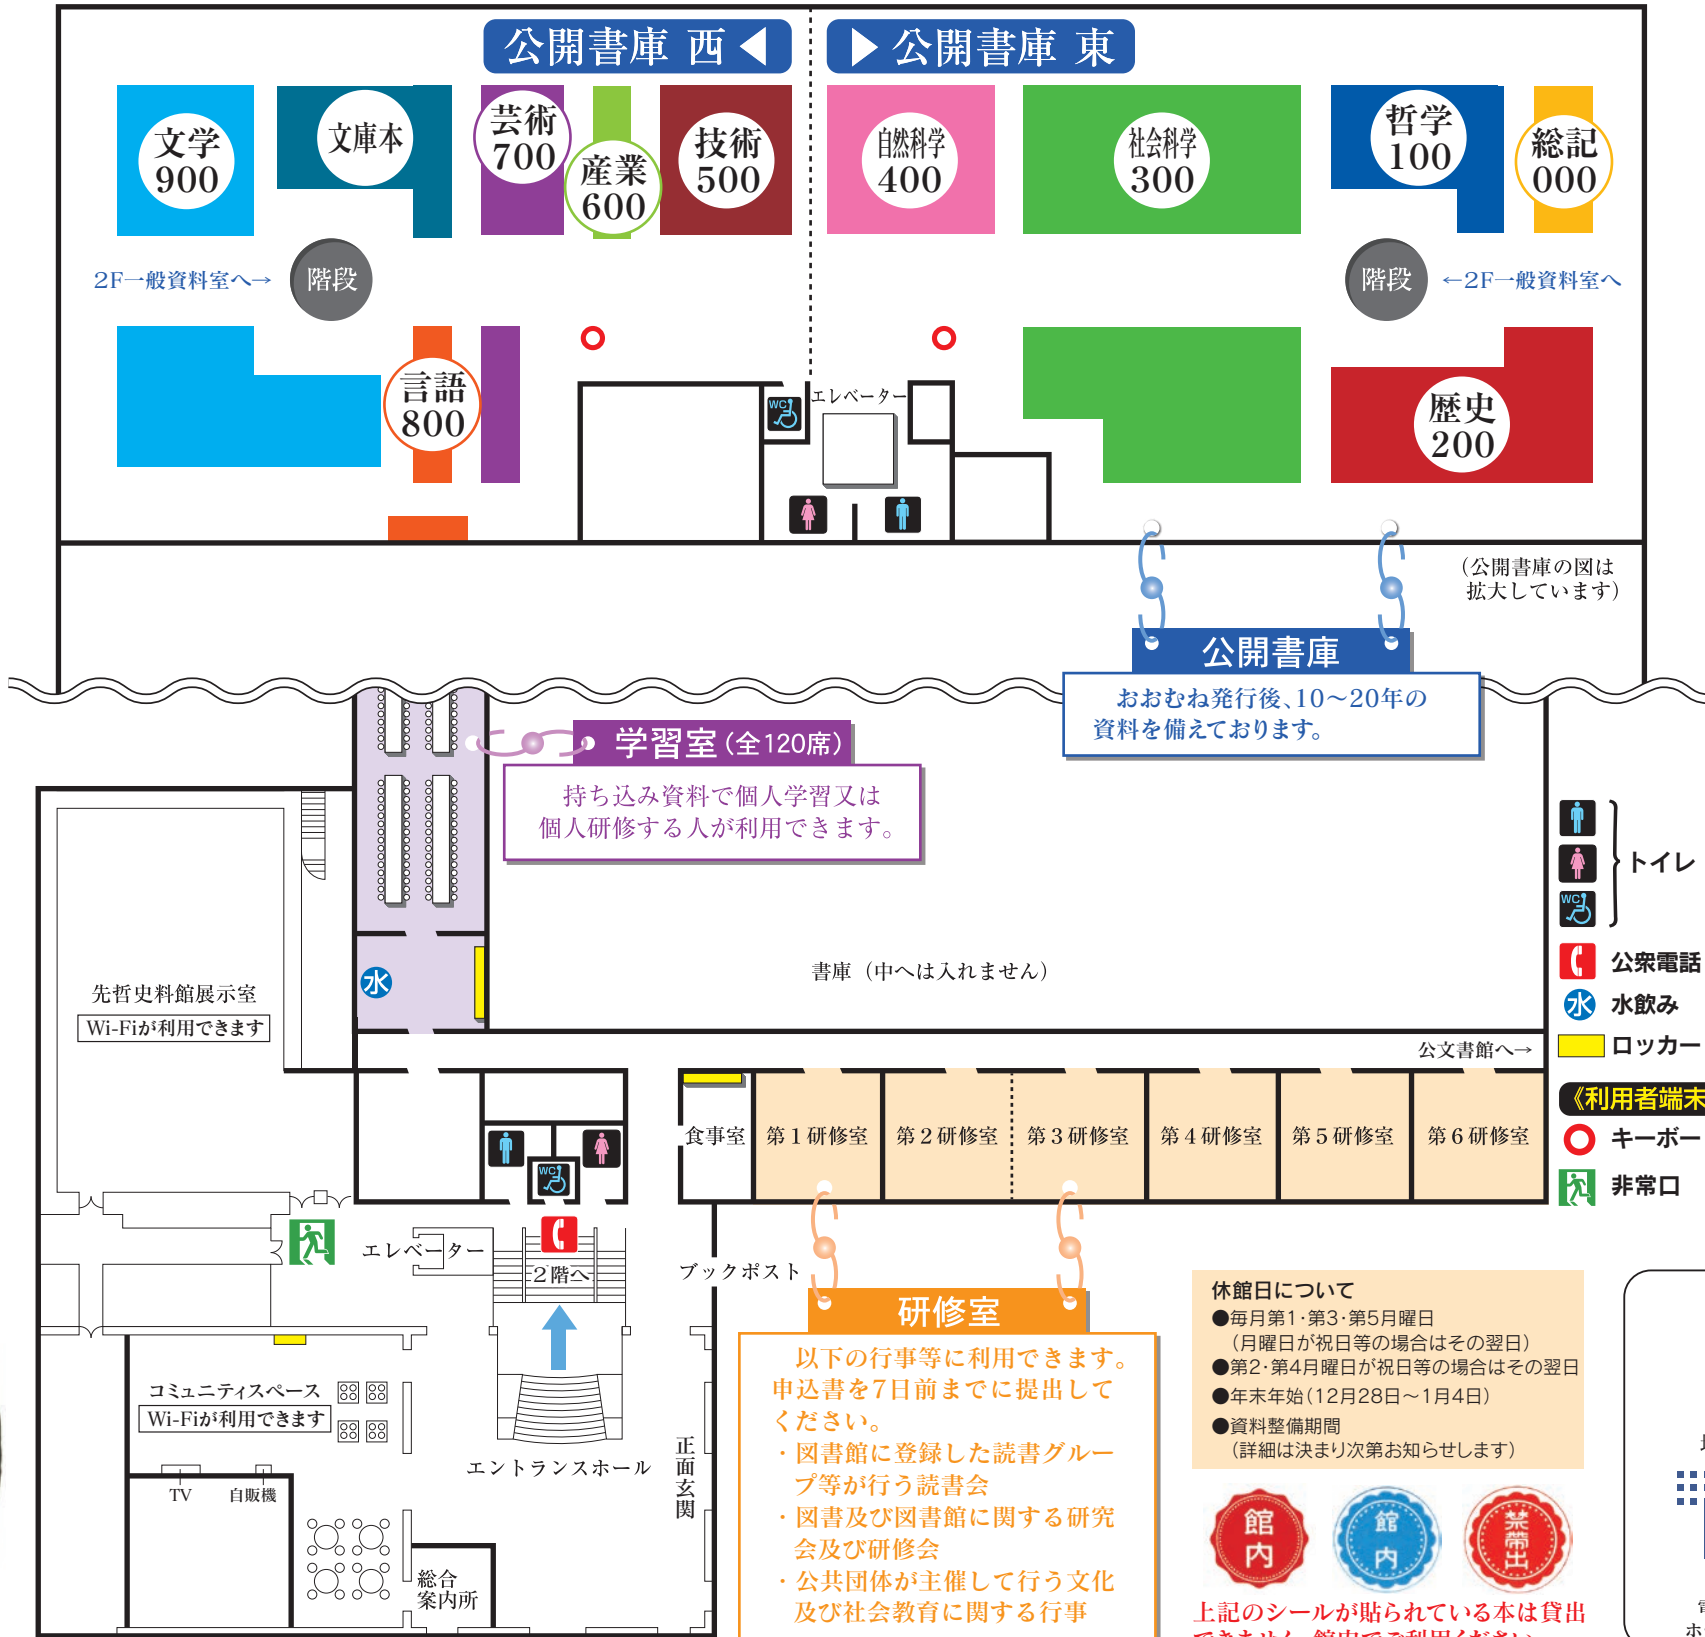 公開書庫 西◀
▶公開書庫 東
文学
900
文庫本
芸術
700
産業
600
技術
500
自然科学
400
社会科学
300
哲学
100
総記
000
2F一般資料室へ→
階段
階段
←2F一般資料室へ
言語
800
WC
エレベーター
歴史
200
（公開書庫の図は
拡大しています）
公開書庫
おおむね発行後、10〜20年の
資料を備えております。
学習室（全120席）
持ち込み資料で個人学習又は
個人研修する人が利用できます。
トイレ
WC
公衆電話
水 水飲み
ロッカー
《利用者端末
キーボー
非常口
先哲史料館展示室
Wi-Fiが利用できます
水
書庫（中へは入れません）
公文書館へ→
食事室
第1研修室
第2研修室
第3研修室
第4研修室
第5研修室
第6研修室
WC
エレベーター
2階へ
ブックポスト
研修室
以下の行事等に利用できます。
申込書を7日前までに提出して
ください。
・図書館に登録した読書グルー
プ等が行う読書会
・図書及び図書館に関する研究
会及び研修会
・公共団体が主催して行う文化
及び社会教育に関する行事
休館日について
●毎月第1・第3・第5月曜日
（月曜日が祝日等の場合はその翌日）
●第2・第4月曜日が祝日等の場合はその翌日
●年末年始（12月28日〜1月4日）
●資料整備期間
（詳細は決まり次第お知らせします）
館内
館内
禁帯出
上記のシールが貼られている本は貸出
コミュニティスペース
Wi-Fiが利用できます
TV
自販機
エントランスホール
正面玄関
総合
案内所